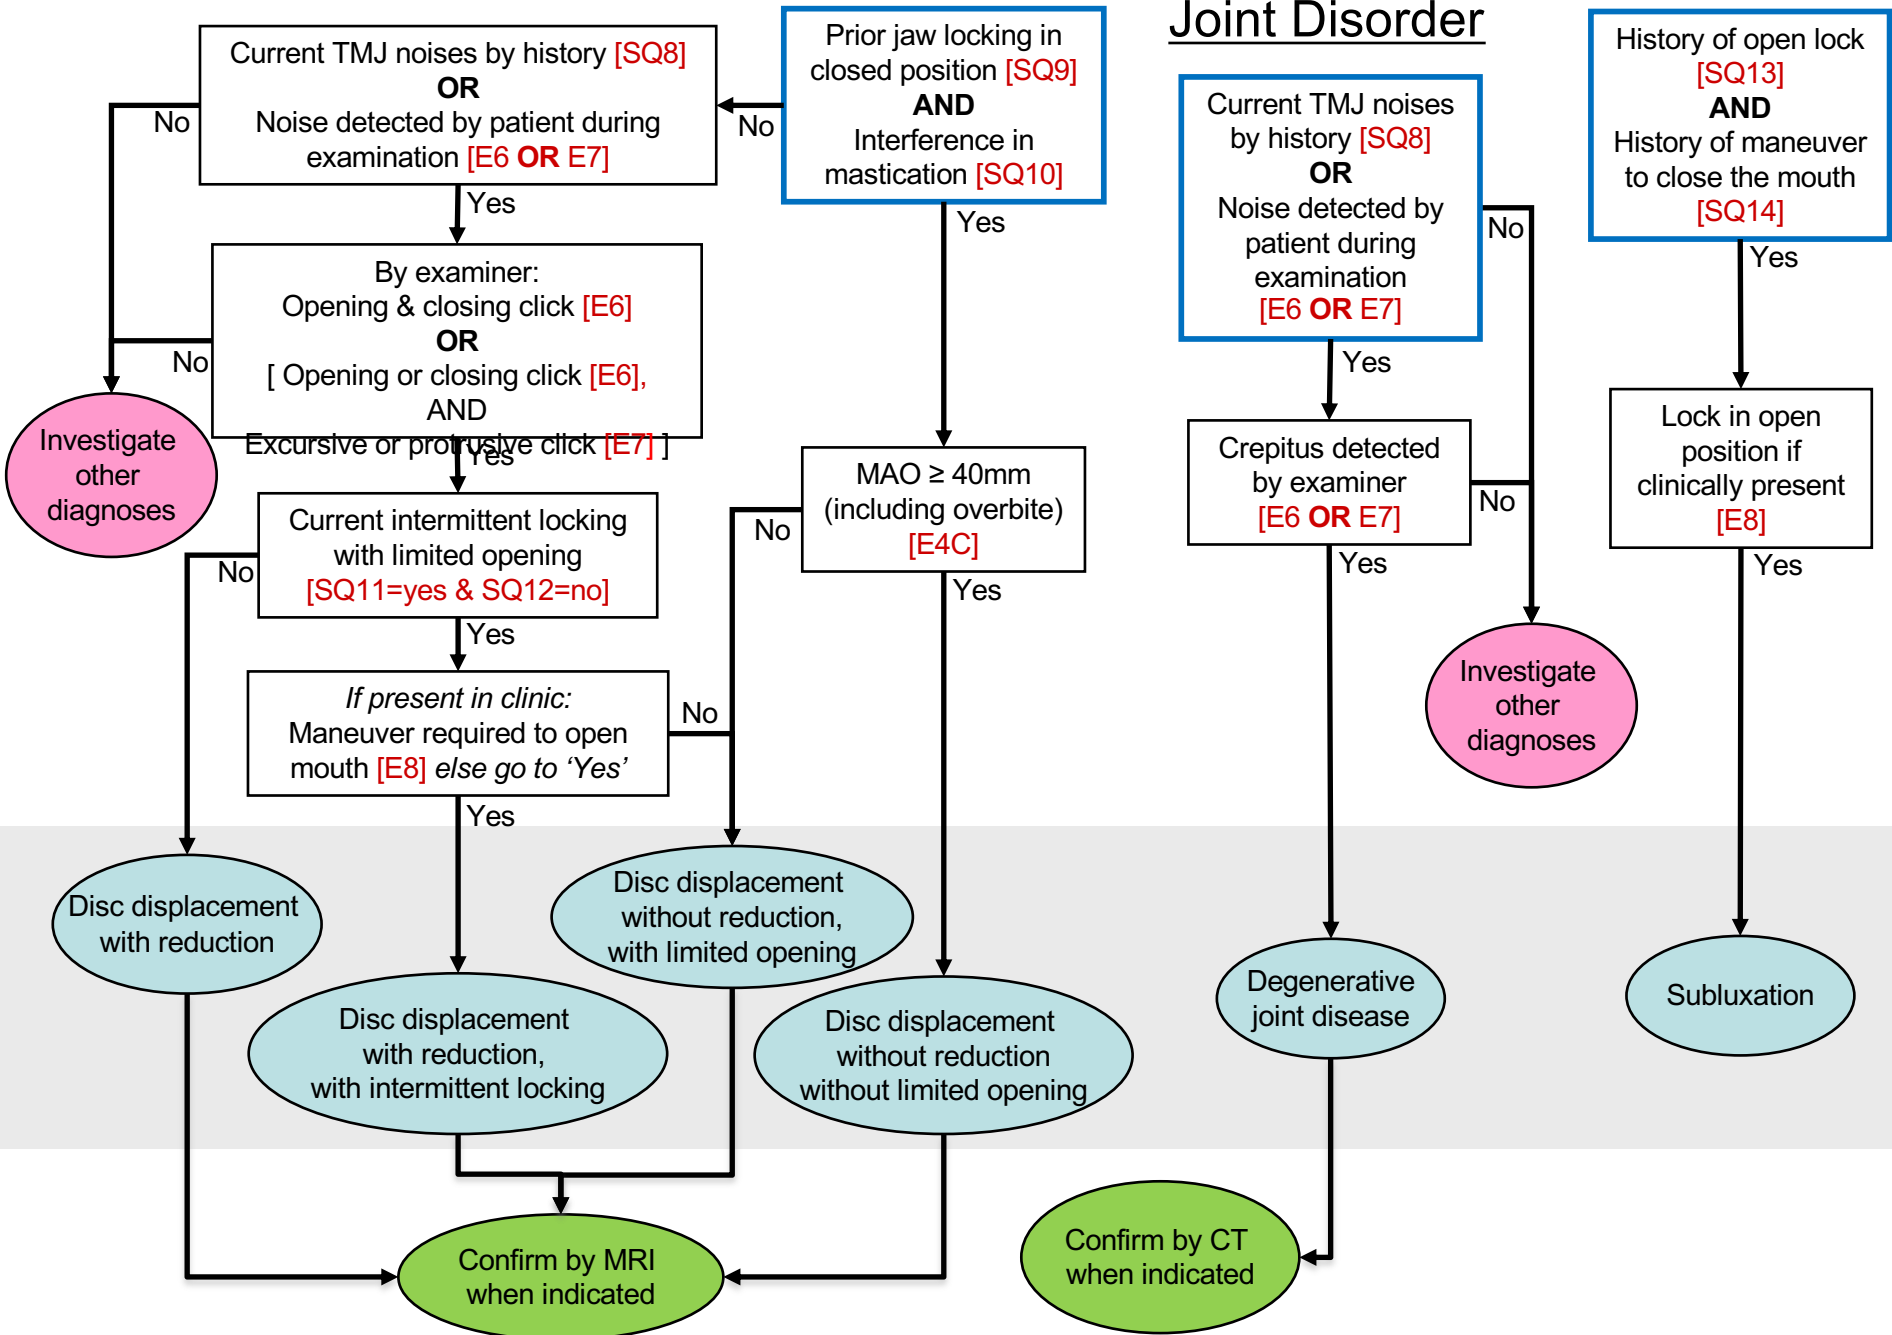 Joint Disorder
Current TMJ noises by history [SQ8]
OR
Noise detected by patient during
examination [E6 OR E7]
No
Yes
Prior jaw locking in
closed position [SQ9]
AND
Interference in
mastication [SQ10]
No
Yes
Current TMJ noises
by history [SQ8]
OR
Noise detected by
patient during
examination
[E6 OR E7]
No
Yes
History of open lock
[SQ13]
AND
History of maneuver
to close the mouth
[SQ14]
Yes
By examiner:
Opening & closing click [E6]
OR
[ Opening or closing click [E6],
AND
Excursive or protrusive click [E7] ]
No
Yes
Investigate
other
diagnoses
MAO ≥ 40mm
(including overbite)
[E4C]
No
Yes
Crepitus detected
by examiner
[E6 OR E7]
No
Yes
Lock in open
position if
clinically present
[E8]
Yes
Current intermittent locking
with limited opening
[SQ11=yes & SQ12=no]
No
Yes
If present in clinic:
Maneuver required to open
mouth [E8] else go to ‘Yes’
No
Yes
Investigate
other
diagnoses
Disc displacement
with reduction
Disc displacement
with reduction,
with intermittent locking
Disc displacement
without reduction,
with limited opening
Disc displacement
without reduction
without limited opening
Degenerative
joint disease
Subluxation
Confirm by MRI
when indicated
Confirm by CT
when indicated